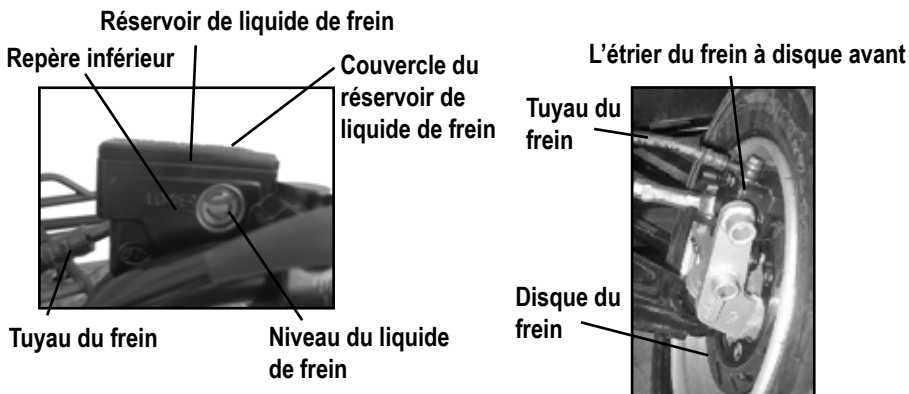 Réservoir de liquide de frein
Repère inférieur
Couvercle du
réservoir de
liquide de frein
Tuyau du frein
Niveau du liquide
de frein
L'étrier du frein à disque avant
Tuyau du
frein
Disque du
frein